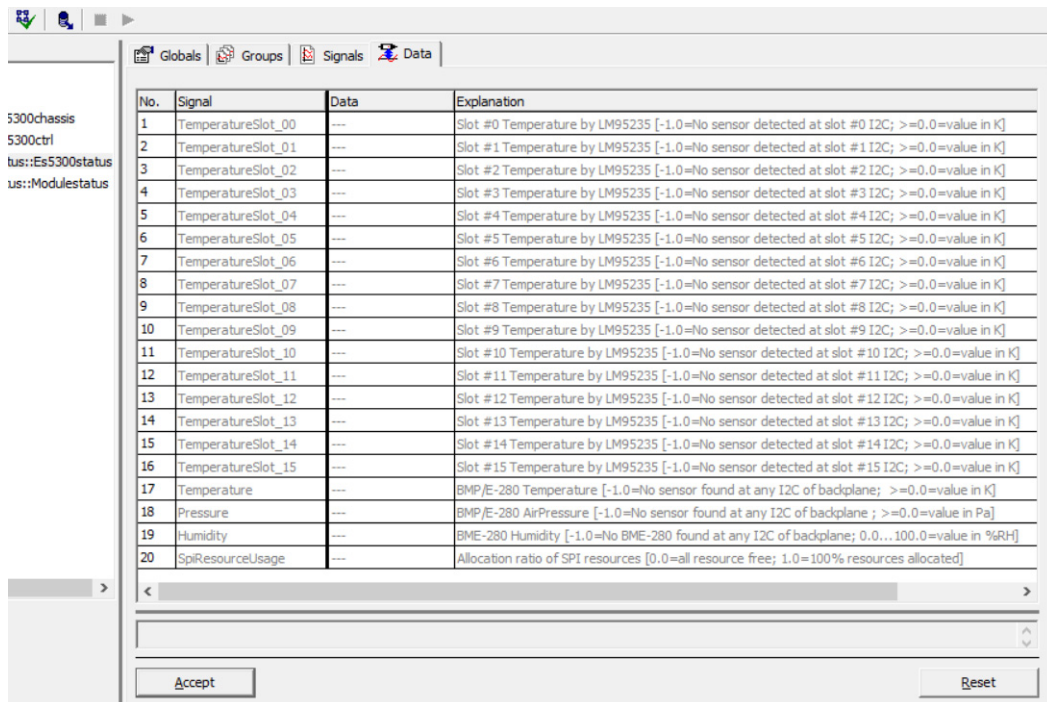 Globals Groups Signals Data
5300chassis
5300ctrl
tus::Es5300status
us::Modulestatus
No. Signal Data Explanation
1 TemperatureSlot_00 --- Slot #0 Temperature by LM95235 [-1.0=No sensor detected at slot #0 I2C; >=0.0=value in K]
2 TemperatureSlot_01 --- Slot #1 Temperature by LM95235 [-1.0=No sensor detected at slot #1 I2C; >=0.0=value in K]
3 TemperatureSlot_02 --- Slot #2 Temperature by LM95235 [-1.0=No sensor detected at slot #2 I2C; >=0.0=value in K]
4 TemperatureSlot_03 --- Slot #3 Temperature by LM95235 [-1.0=No sensor detected at slot #3 I2C; >=0.0=value in K]
5 TemperatureSlot_04 --- Slot #4 Temperature by LM95235 [-1.0=No sensor detected at slot #4 I2C; >=0.0=value in K]
6 TemperatureSlot_05 --- Slot #5 Temperature by LM95235 [-1.0=No sensor detected at slot #5 I2C; >=0.0=value in K]
7 TemperatureSlot_06 --- Slot #6 Temperature by LM95235 [-1.0=No sensor detected at slot #6 I2C; >=0.0=value in K]
8 TemperatureSlot_07 --- Slot #7 Temperature by LM95235 [-1.0=No sensor detected at slot #7 I2C; >=0.0=value in K]
9 TemperatureSlot_08 --- Slot #8 Temperature by LM95235 [-1.0=No sensor detected at slot #8 I2C; >=0.0=value in K]
10 TemperatureSlot_09 --- Slot #9 Temperature by LM95235 [-1.0=No sensor detected at slot #9 I2C; >=0.0=value in K]
11 TemperatureSlot_10 --- Slot #10 Temperature by LM95235 [-1.0=No sensor detected at slot #10 I2C; >=0.0=value in K]
12 TemperatureSlot_11 --- Slot #11 Temperature by LM95235 [-1.0=No sensor detected at slot #11 I2C; >=0.0=value in K]
13 TemperatureSlot_12 --- Slot #12 Temperature by LM95235 [-1.0=No sensor detected at slot #12 I2C; >=0.0=value in K]
14 TemperatureSlot_13 --- Slot #13 Temperature by LM95235 [-1.0=No sensor detected at slot #13 I2C; >=0.0=value in K]
15 TemperatureSlot_14 --- Slot #14 Temperature by LM95235 [-1.0=No sensor detected at slot #14 I2C; >=0.0=value in K]
16 TemperatureSlot_15 --- Slot #15 Temperature by LM95235 [-1.0=No sensor detected at slot #15 I2C; >=0.0=value in K]
17 Temperature --- BMP/E-280 Temperature [-1.0=No sensor found at any I2C of backplane; >=0.0=value in K]
18 Pressure --- BMP/E-280 AirPressure [-1.0=No sensor found at any I2C of backplane ; >=0.0=value in Pa]
19 Humidity --- BME-280 Humidity [-1.0=No BME-280 found at any I2C of backplane; 0.0...100.0=value in %RH]
20 SpiResourceUsage --- Allocation ratio of SPI resources [0.0=all resource free; 1.0=100% resources allocated]
Accept Reset